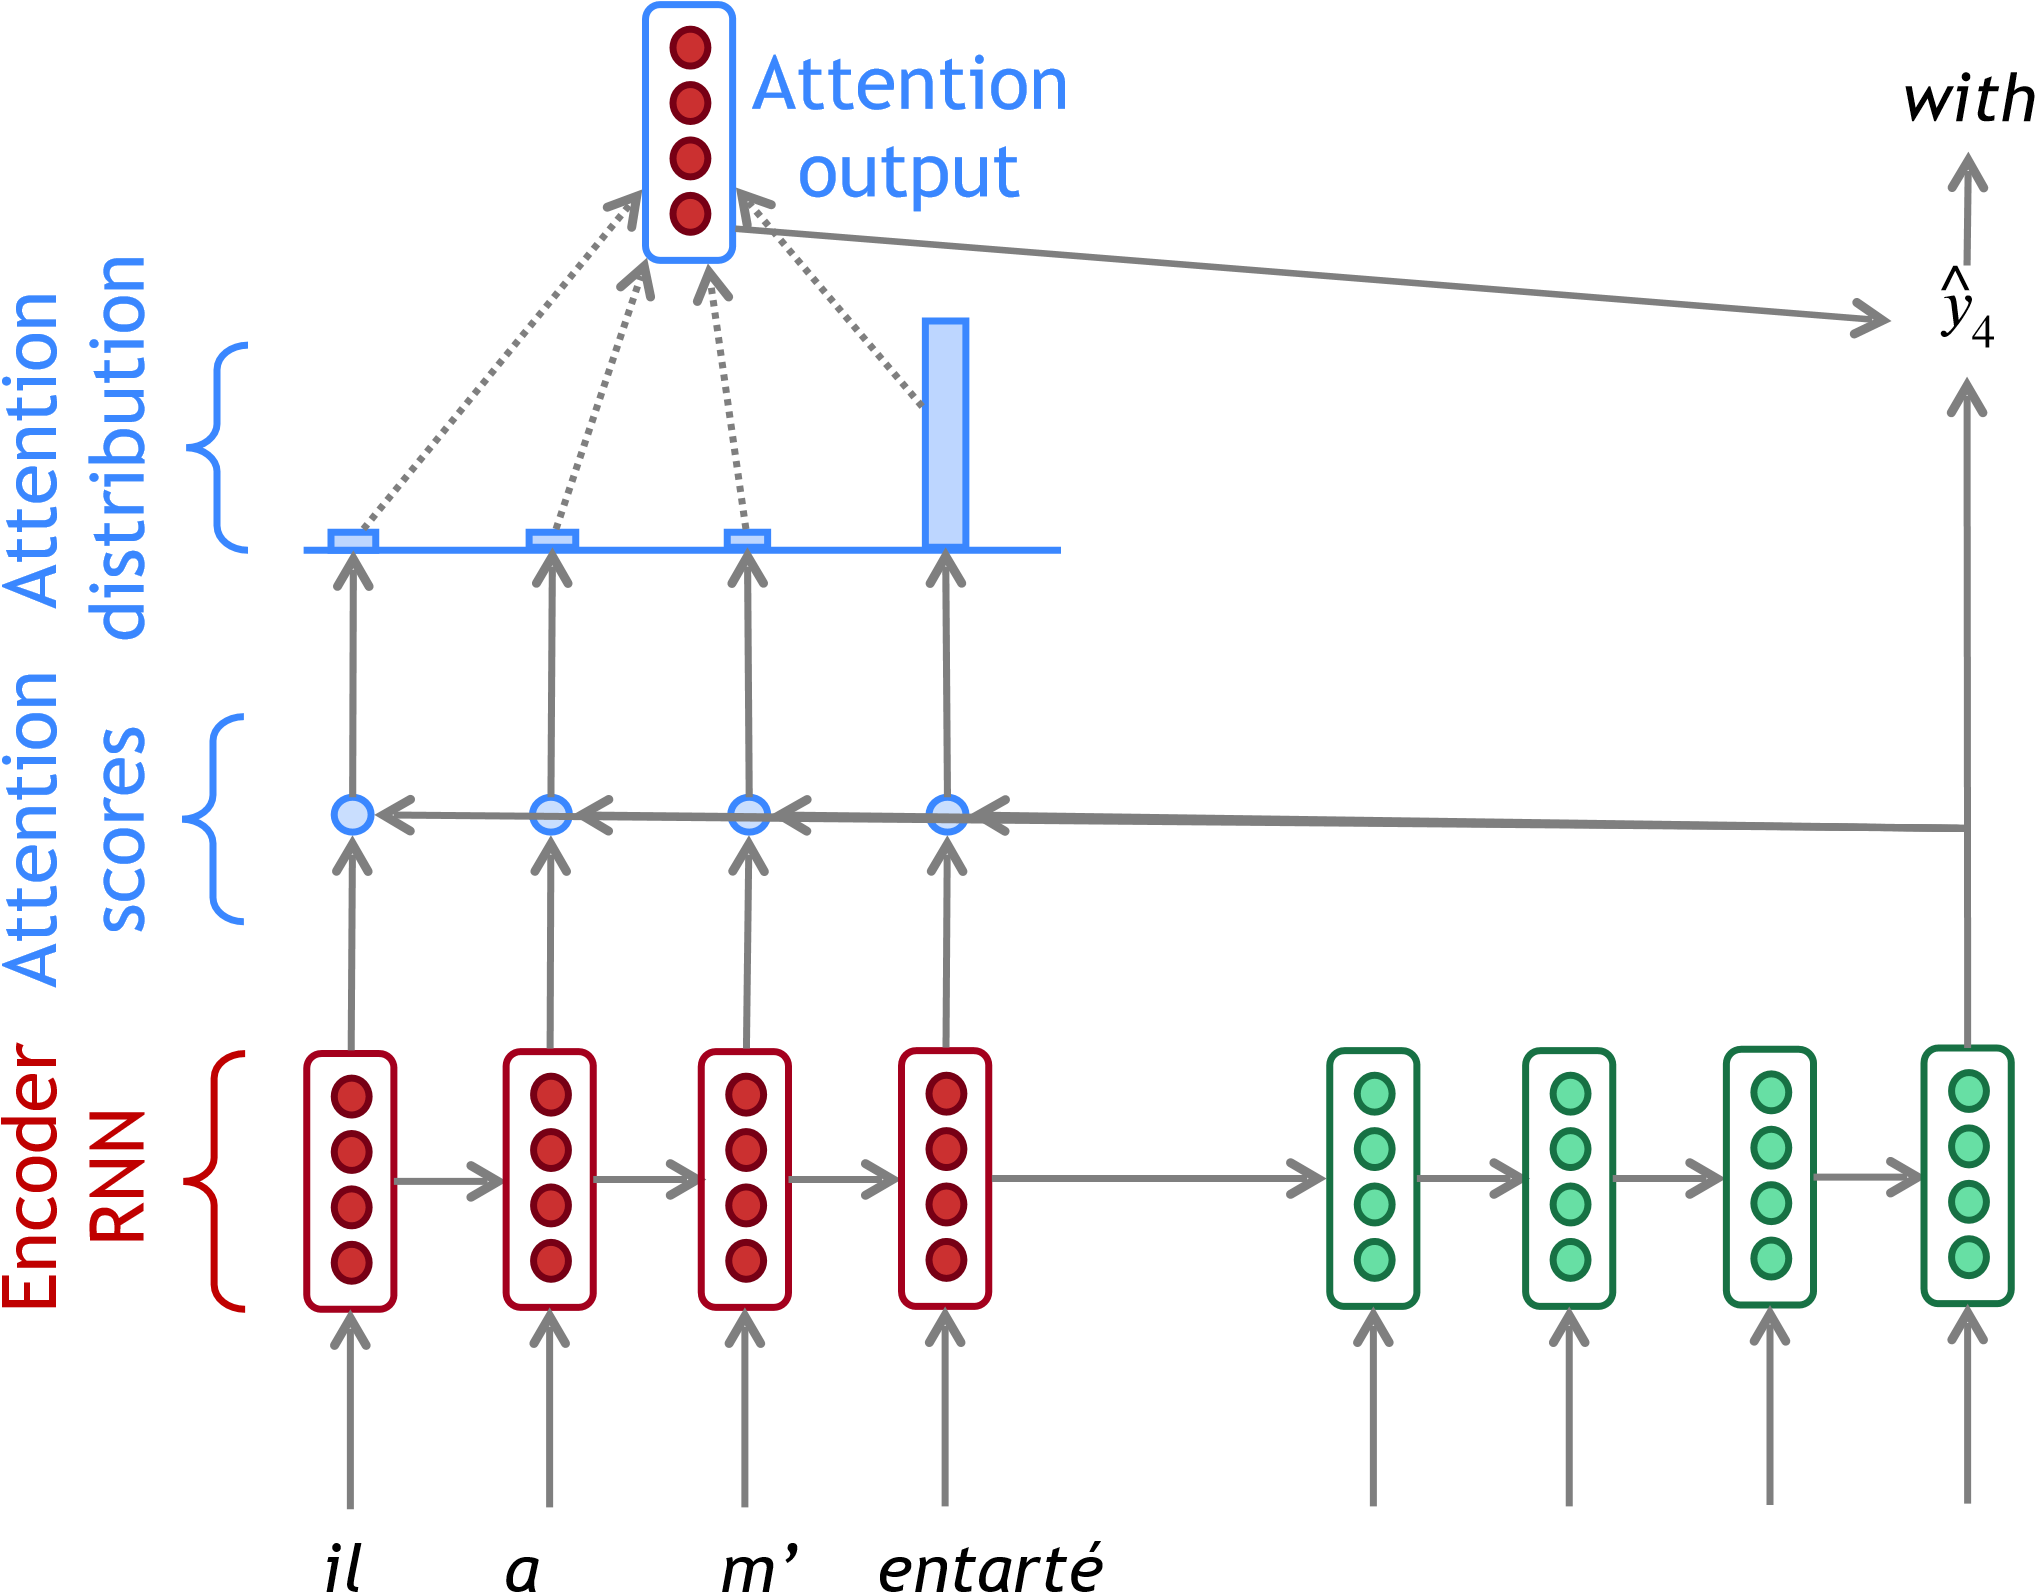 Attention
output
with
ŷ4
Attention
distribution
Attention
scores
Encoder
RNN
il a m’ entarté